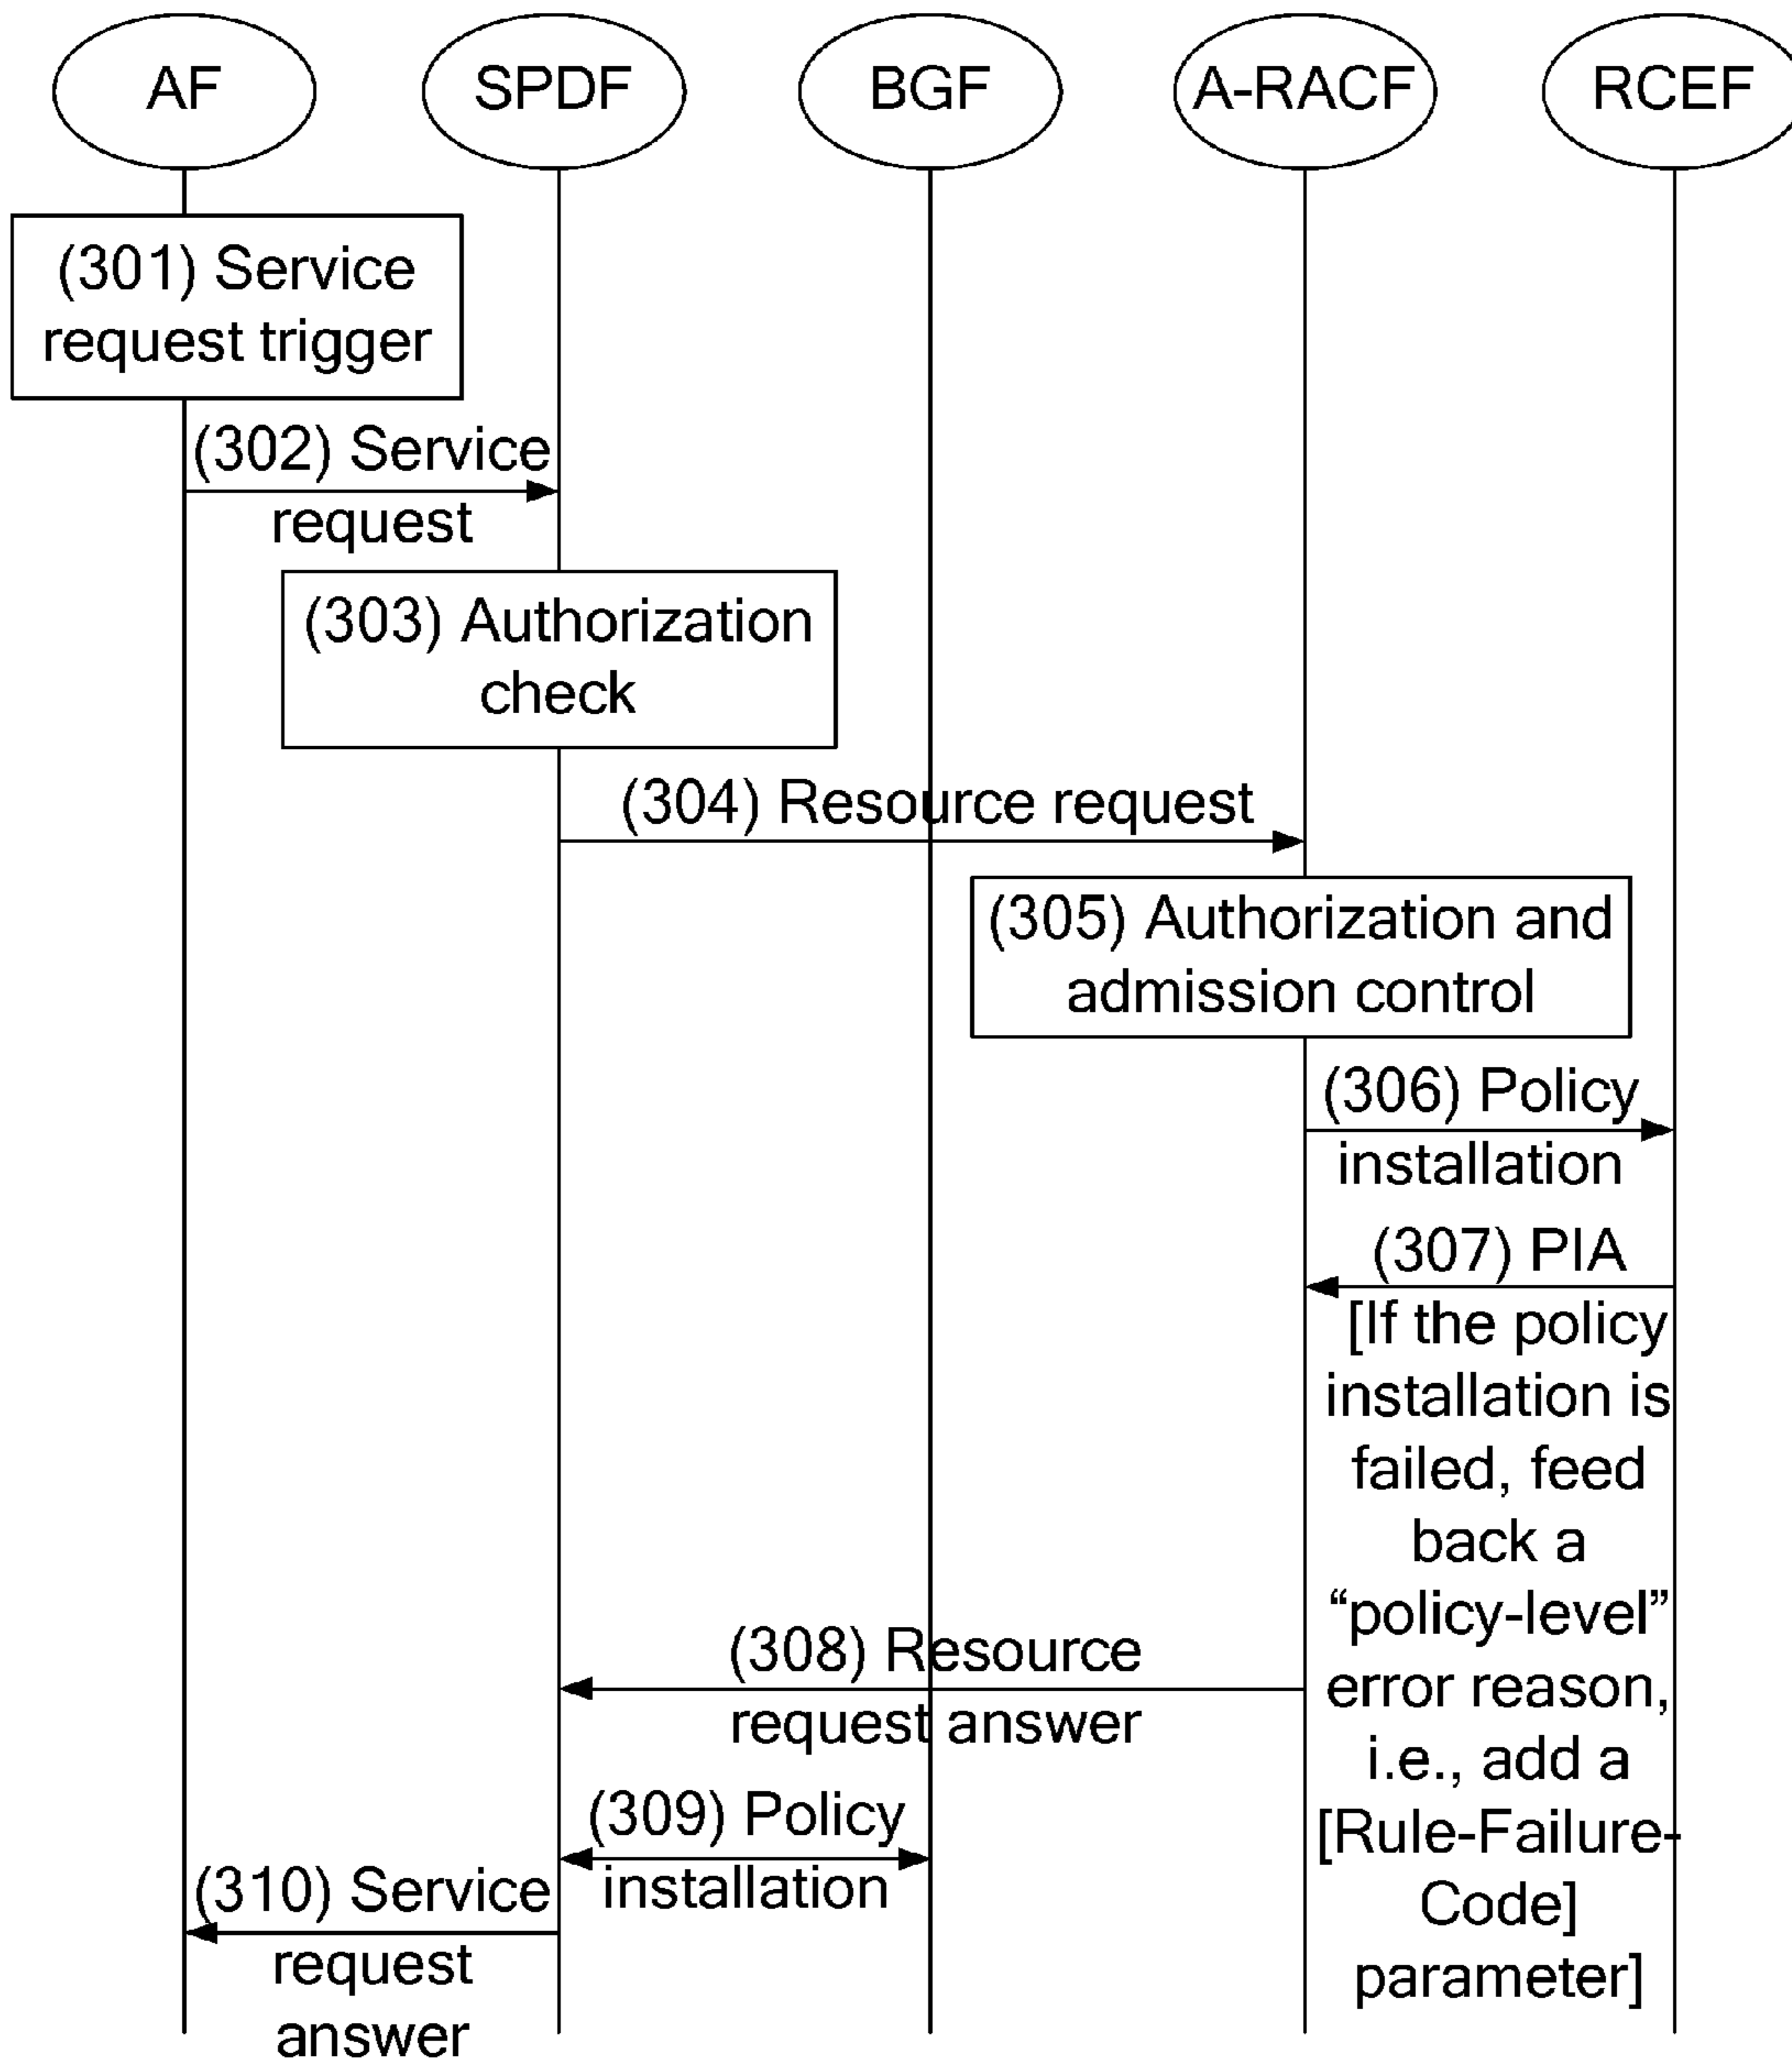 AF
SPDF
BGF
A-RACF
RCEF
(301) Service
request trigger
(302) Service
request
(303) Authorization
check
(304) Resource request
(305) Authorization and
admission control
(306) Policy
installation
(307) PIA
[If the policy
installation is
failed, feed
back a
“policy-level”
error reason,
i.e., add a
[Rule-Failure-
Code]
parameter]
(308) Resource
request answer
(309) Policy
installation
(310) Service
request
answer